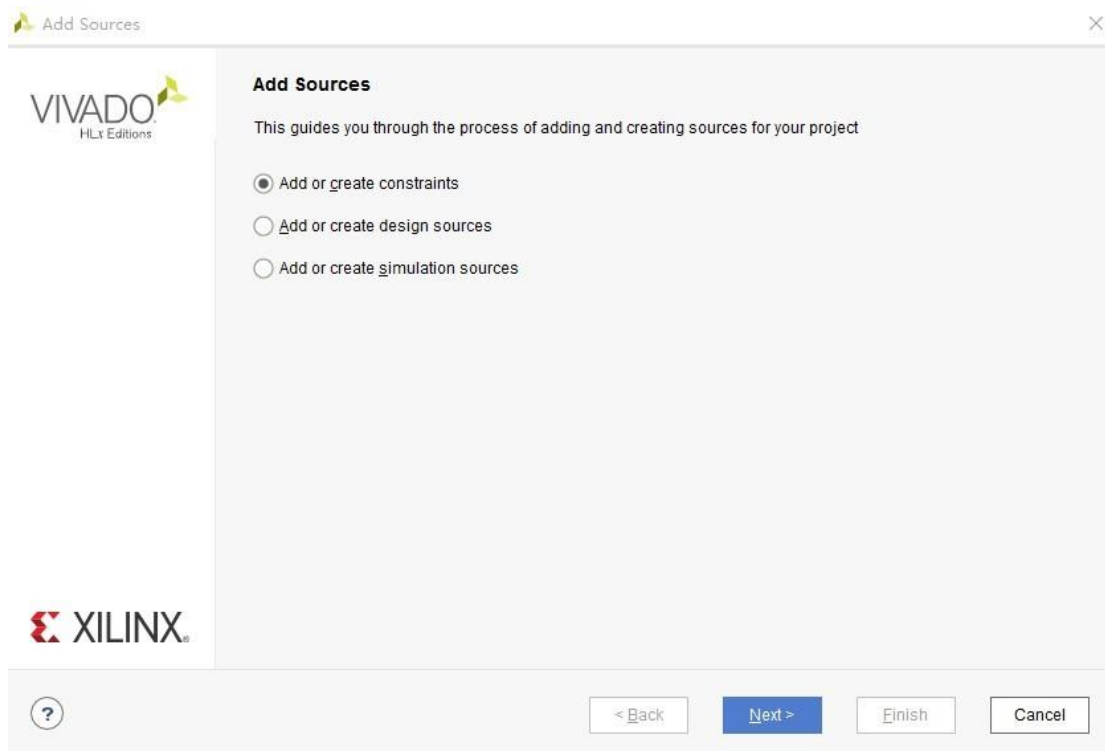 Add Sources
VIVADO
HLx Editions
Add Sources
This guides you through the process of adding and creating sources for your project
Add or create constraints
Add or create design sources
Add or create simulation sources
XILINX
?
< Back
Next >
Finish
Cancel